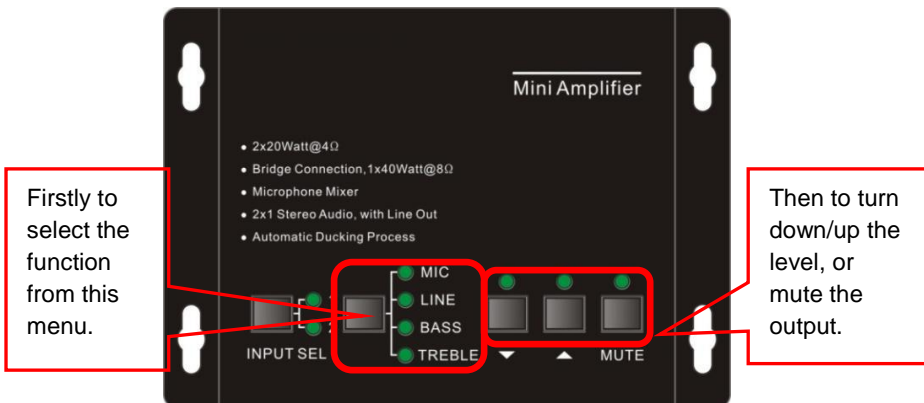 Mini Amplifier
• 2x20Watt@4Ω
• Bridge Connection,1x40Watt@8Ω
• Microphone Mixer
• 2x1 Stereo Audio, with Line Out
• Automatic Ducking Process
Firstly to
select the
function
from this
menu.
MIC
LINE
BASS
TREBLE
INPUT SEL
MUTE
Then to turn
down/up the
level, or
mute the
output.